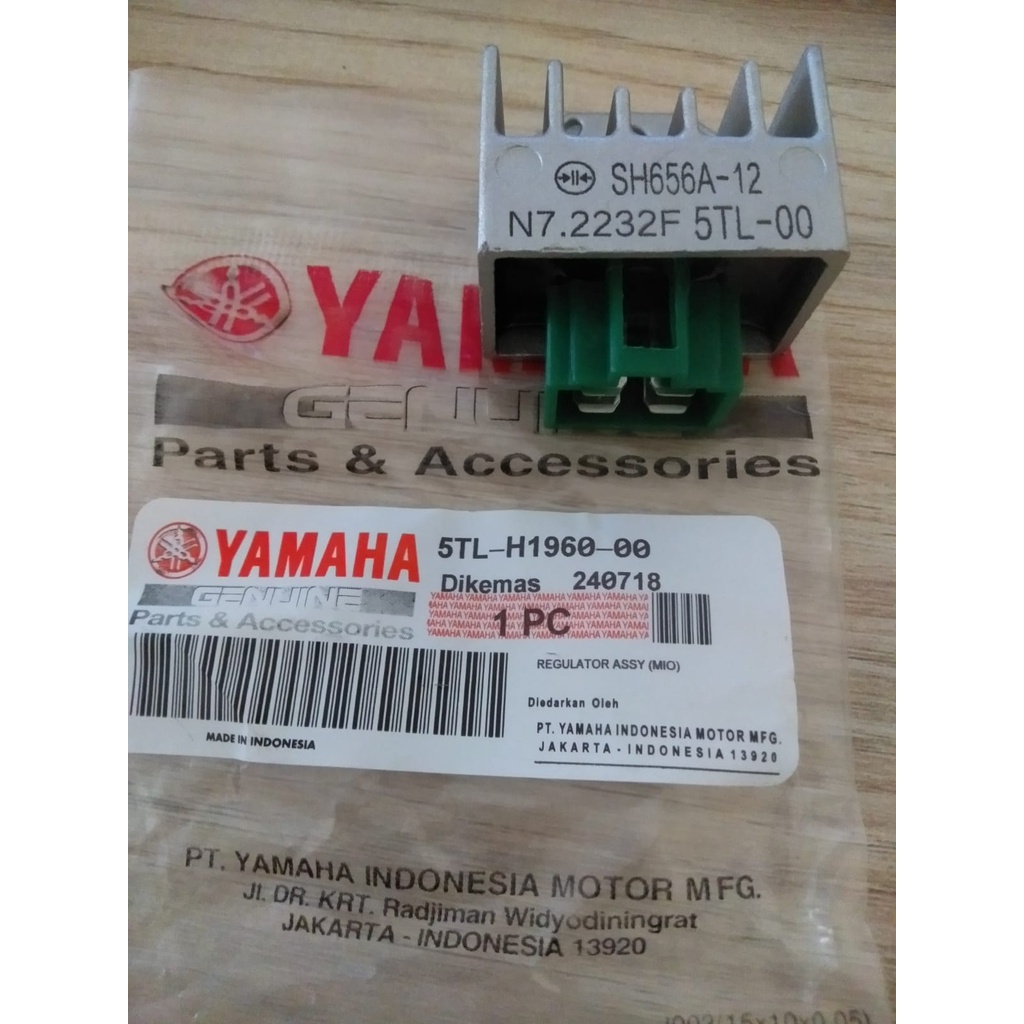 SH656A-12
N7.2232F 5TL-00
GENUINE
Parts & Accessories
YAMAHA
5TL-H1960-00
GENUINE
Dikemas 240718
Parts & Accessories
1 PC
REGULATOR ASSY (MIO)
Diedarkan Oleh
PT. YAMAHA INDONESIA MOTOR MFG.
JAKARTA - INDONESIA 13920
MADE IN INDONESIA
PT. YAMAHA INDONESIA MOTOR MFG.
Jl. DR. KRT. Radjiman Widyodiningrat
JAKARTA - INDONESIA 13920